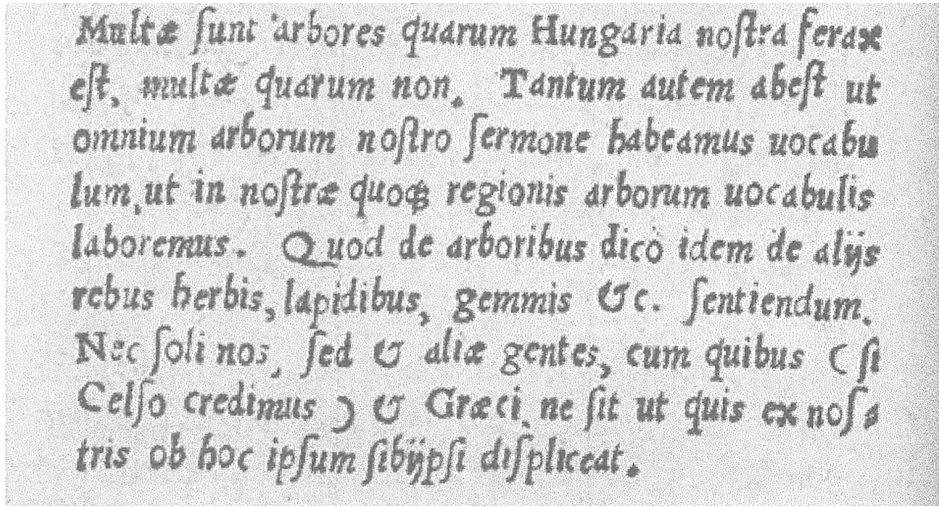 Multæ ſunt arbores quarum Hungaria noſtra ferax
eſt, multæ quarum non. Tantum autem abeſt ut
omnium arborum noſtro ſermone habeamus uocabu
lum, ut in noſtræ quoqꝫ regionis arborum uocabulis
laboremus. Quod de arboribus dico idem de alijs
rebus herbis, lapidibus, gemmis &c. ſentiendum.
Nec ſoli nos, ſed & aliæ gentes, cum quibus (ſi
Celſo credimus) & Græci, ne ſit ut quis ex noſ⸗
tris ob hoc ipſum ſibijpſi diſpliceat.